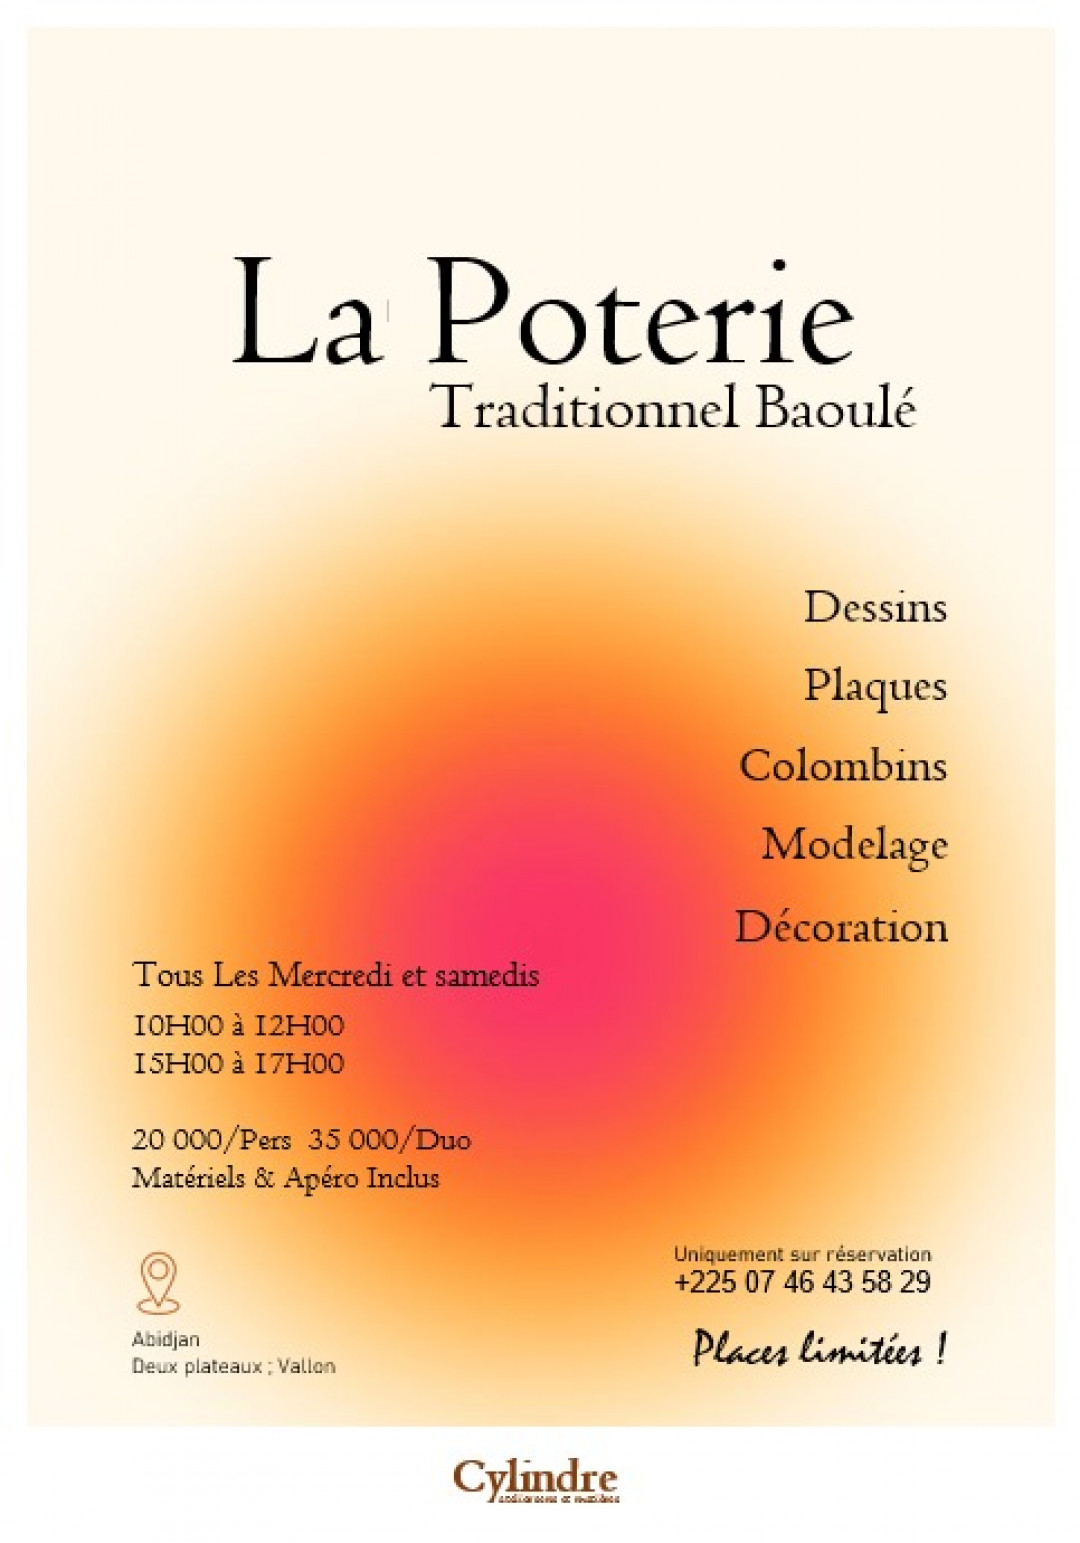 La Poterie
Traditionnel Baoulé
Dessins
Plaques
Colombins
Modelage
Décoration
Tous Les Mercredi et samedis
10H00 à 12H00
15H00 à 17H00
20 000/Pers 35 000/Duo
Matériels & Apéro Inclus
Uniquement sur réservation
+225 07 46 43 58 29
Places limitées !
Abidjan
Deux plateaux ; Vallon
Cylindre